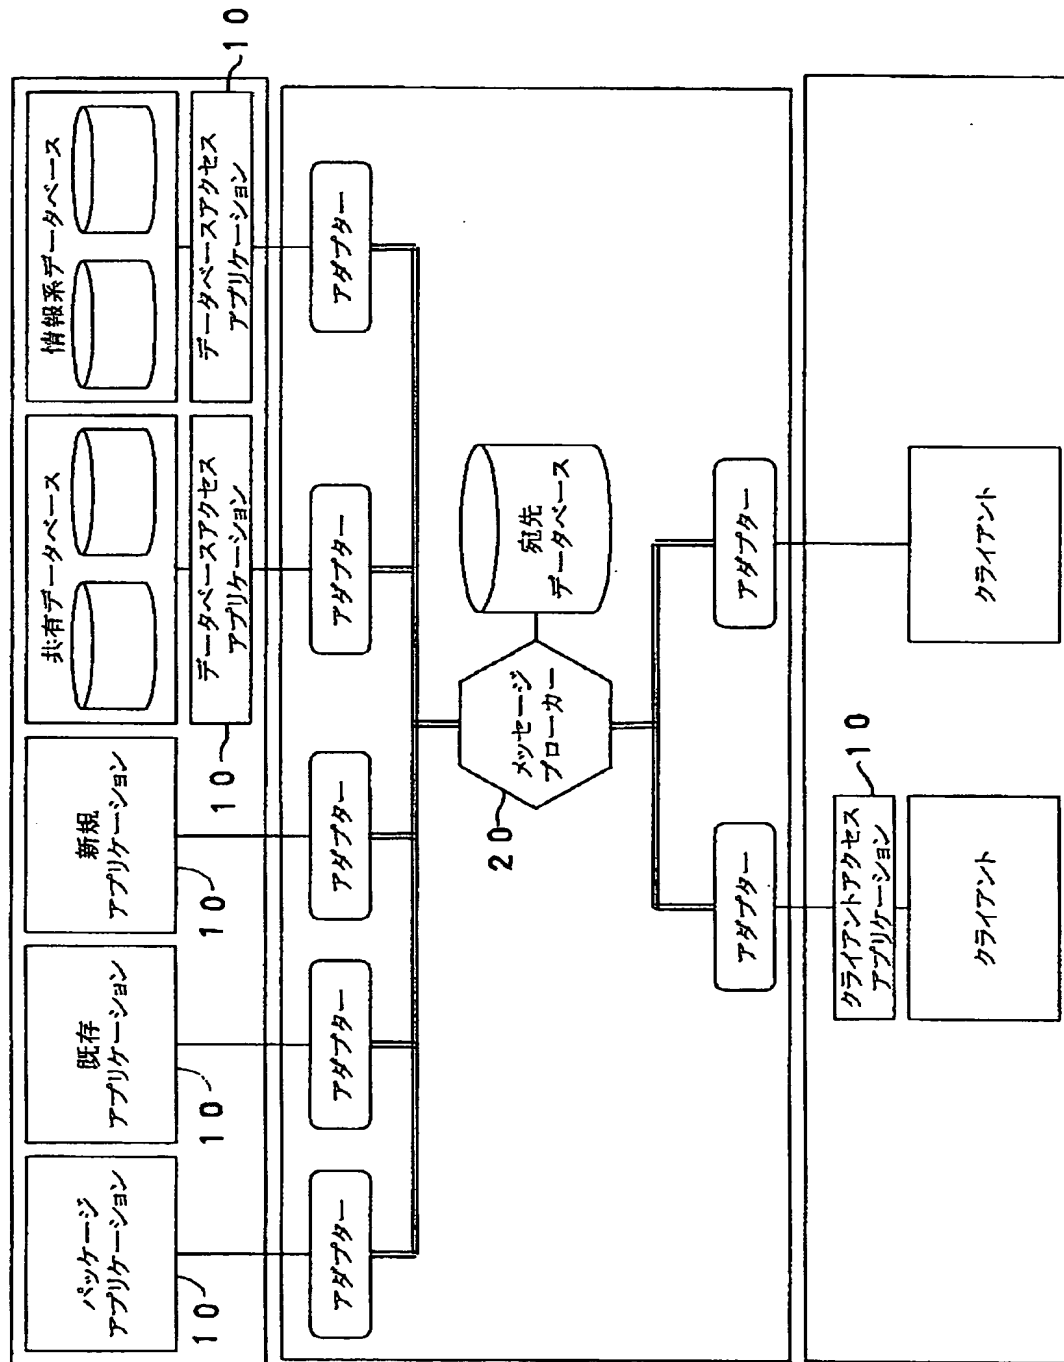 パッケージ
アプリケーション
10
既存
アプリケーション
10
新規
アプリケーション
10
共有データベース
データベースアクセス
アプリケーション
10
情報系データベース
データベースアクセス
アプリケーション
10
アダプター
アダプター
アダプター
アダプター
アダプター
メッセージ
ブローカー
20
宛先
データベース
アダプター
アダプター
クライアントアクセス
アプリケーション
10
クライアント
クライアント